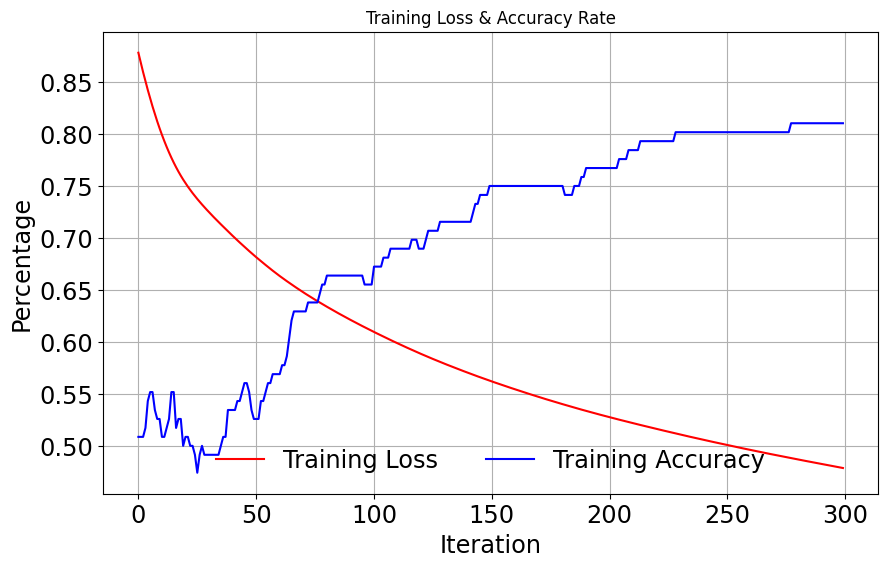 Training Loss & Accuracy Rate
Percentage
0.85
0.80
0.75
0.70
0.65
0.60
0.55
0.50
Training Loss Training Accuracy
0 50 100 150 200 250 300
Iteration